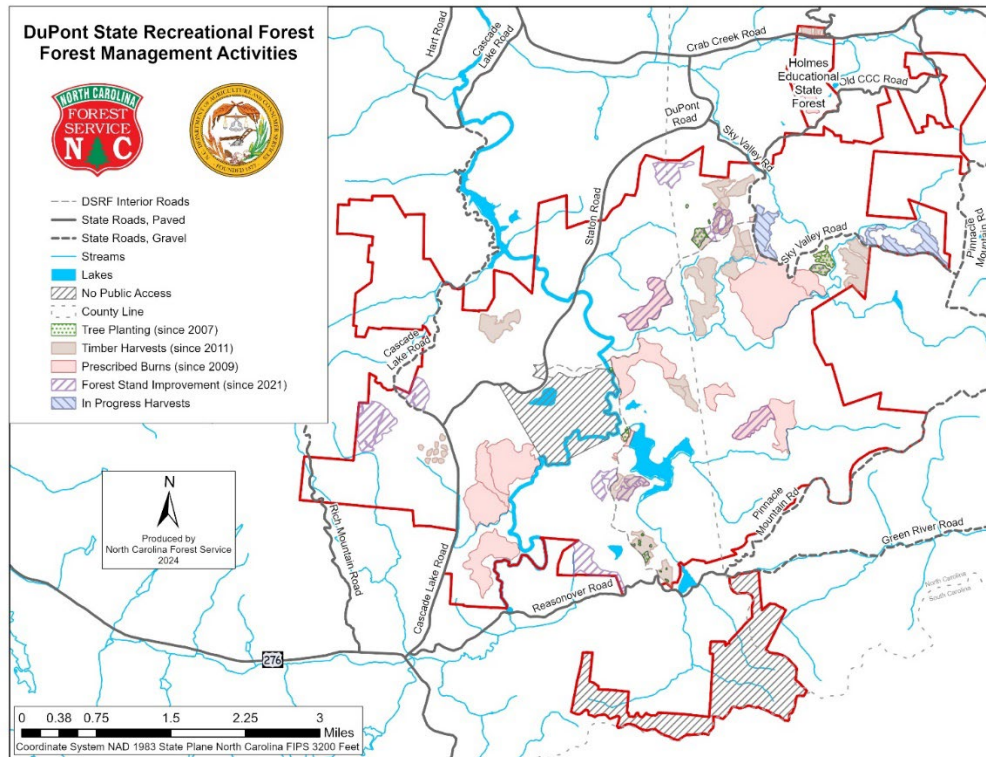 DuPont State Recreational Forest
Forest Management Activities
NORTH CAROLINA
FOREST
SERVICE
N C
DSRF Interior Roads
State Roads, Paved
State Roads, Gravel
Streams
Lakes
No Public Access
County Line
Tree Planting (since 2007)
Timber Harvests (since 2011)
Prescribed Burns (since 2009)
Forest Stand Improvement (since 2021)
In Progress Harvests
N
Produced by
North Carolina Forest Service
2024
Hart Road
Cascade
Lake Road
Crab Creek Road
Holmes
Educational
State
Forest
Old CCC Road
DuPont
Road
Sky Valley Rd
Staton Road
Sky Valley Road
Pinnacle
Mountain Rd
Cascade
Lake Road
Rich Mountain Road
Cascade Lake Road
Pinnacle
Mountain Rd
Green River Road
Reasonover Road
North Carolina
South Carolina
276
0 0.38 0.75 1.5 2.25 3
Miles
Coordinate System NAD 1983 State Plane North Carolina FIPS 3200 Feet